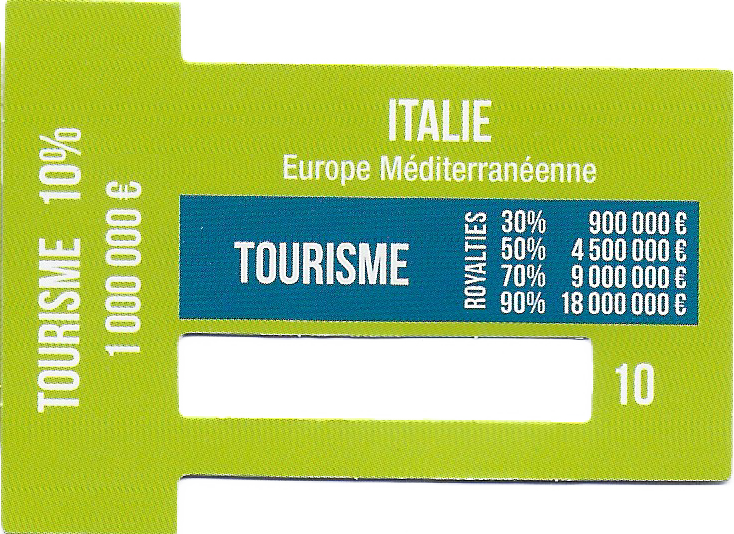 TOURISME 10%
1 000 000 €
ITALIE
Europe Méditerranéenne
TOURISME
ROYALTIES
30% 900 000 €
50% 4 500 000 €
70% 9 000 000 €
90% 18 000 000 €
10